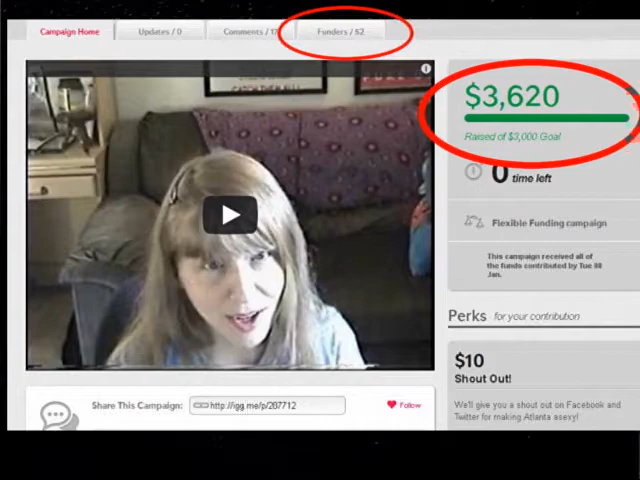 Campaign Home
Updates / 0
Comments / 17
Funders / 52
CATCH THEM ALL!
$3,620
Raised of $3,000 Goal
0 time left
Flexible Funding campaign
This campaign received all of
the funds contributed by Tue 08
Jan.
Perks for your contribution
$10
Shout Out!
We'll give you a shout out on Facebook and
Twitter for making Atlanta asexy!
Share This Campaign:
http://igg.me/p/287712
Follow